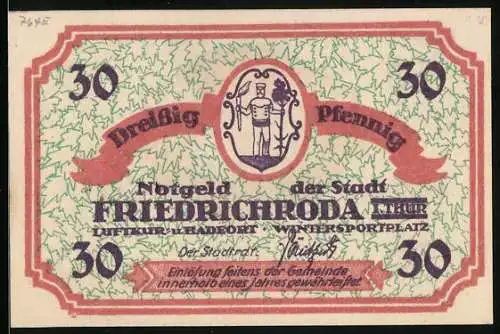 30 30
Dreißig Pfennig
Notgeld der Stadt
FRIEDRICHRODA I. THÜR
LUFTKUR- U. BADEORT · WINTERSPORTPLATZ
Der Stadtrat:
30 30
Einlösung seitens der Gemeinde
innerhalb eines Jahres gewährleistet.